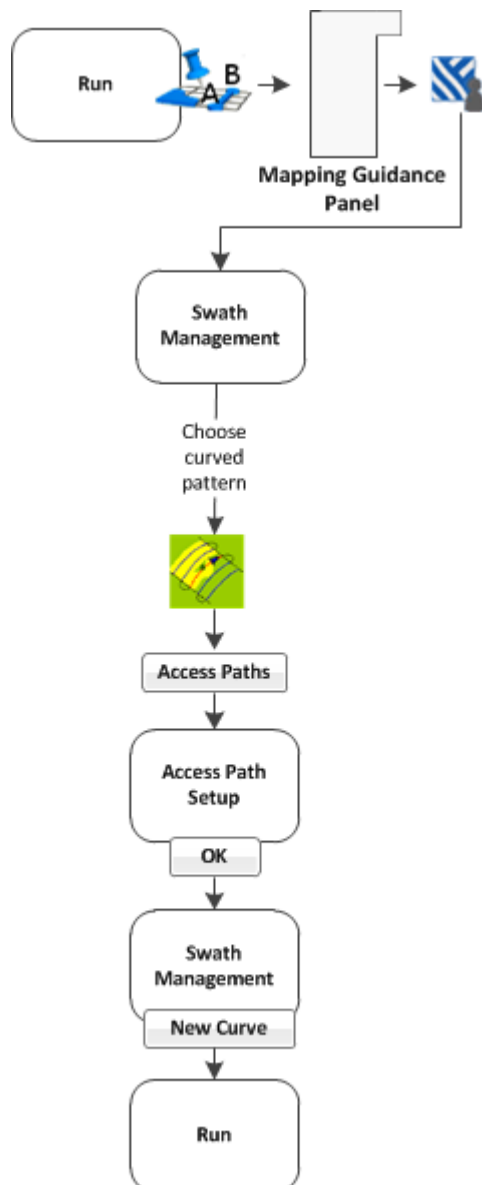 Run
A B
Mapping Guidance
Panel
Swath
Management
Choose
curved
pattern
Access Paths
Access Path
Setup
OK
Swath
Management
New Curve
Run